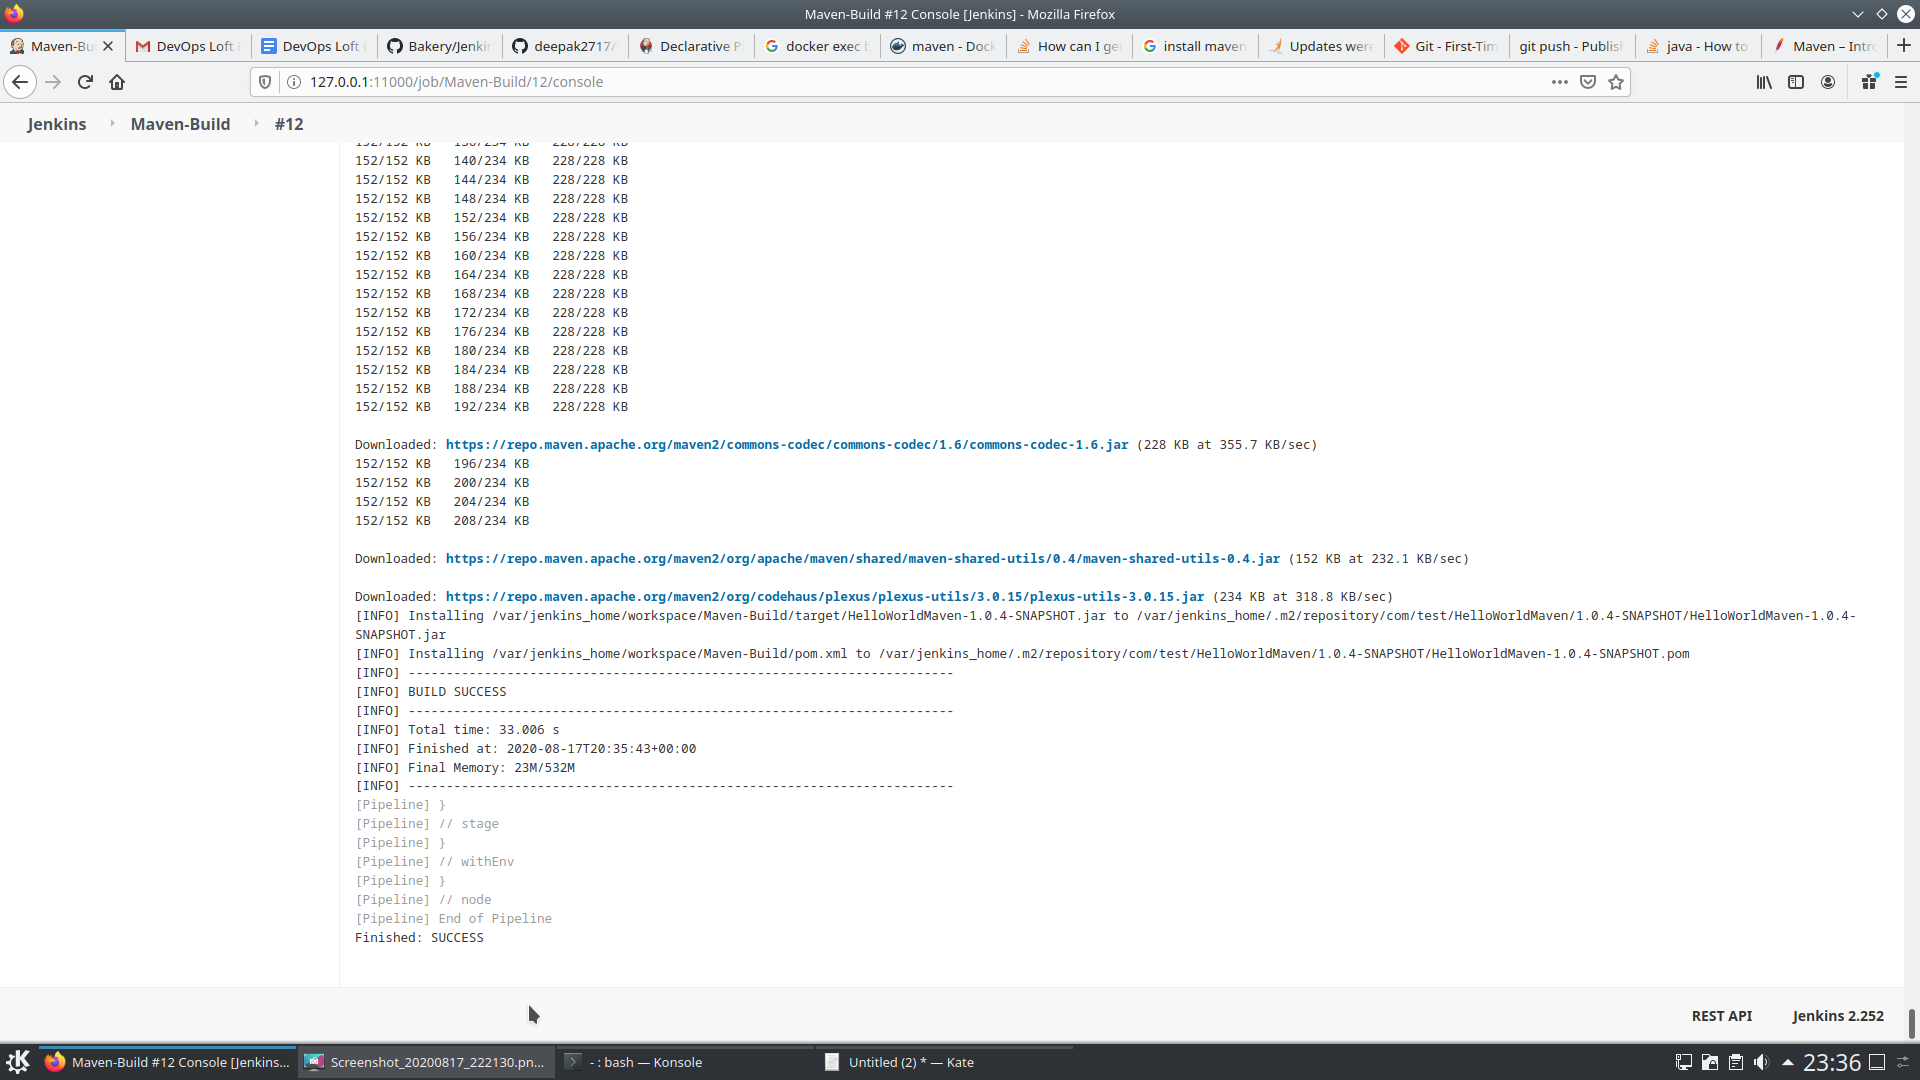 Maven-Build #12 Console [Jenkins] - Mozilla Firefox
Maven-Bu
DevOps Loft
DevOps Loft
Bakery/Jenki
deepak2717/
Declarative P
docker exec
maven - Dock
How can I ge
install maven
Updates were
Git - First-Tim
git push - Publis
java - How to
Maven – Intr
127.0.0.1:11000/job/Maven-Build/12/console
Jenkins
Maven-Build
#12
152/152 KB 140/234 KB 228/228 KB
152/152 KB 144/234 KB 228/228 KB
152/152 KB 148/234 KB 228/228 KB
152/152 KB 152/234 KB 228/228 KB
152/152 KB 156/234 KB 228/228 KB
152/152 KB 160/234 KB 228/228 KB
152/152 KB 164/234 KB 228/228 KB
152/152 KB 168/234 KB 228/228 KB
152/152 KB 172/234 KB 228/228 KB
152/152 KB 176/234 KB 228/228 KB
152/152 KB 180/234 KB 228/228 KB
152/152 KB 184/234 KB 228/228 KB
152/152 KB 188/234 KB 228/228 KB
152/152 KB 192/234 KB 228/228 KB
Downloaded: https://repo.maven.apache.org/maven2/commons-codec/commons-codec/1.6/commons-codec-1.6.jar (228 KB at 355.7 KB/sec)
152/152 KB 196/234 KB
152/152 KB 200/234 KB
152/152 KB 204/234 KB
152/152 KB 208/234 KB
Downloaded: https://repo.maven.apache.org/maven2/org/apache/maven/shared/maven-shared-utils/0.4/maven-shared-utils-0.4.jar (152 KB at 232.1 KB/sec)
Downloaded: https://repo.maven.apache.org/maven2/org/codehaus/plexus/plexus-utils/3.0.15/plexus-utils-3.0.15.jar (234 KB at 318.8 KB/sec)
[INFO] Installing /var/jenkins_home/workspace/Maven-Build/target/HelloWorldMaven-1.0.4-SNAPSHOT.jar to /var/jenkins_home/.m2/repository/com/test/HelloWorldMaven/1.0.4-SNAPSHOT/HelloWorldMaven-1.0.4-
SNAPSHOT.jar
[INFO] Installing /var/jenkins_home/workspace/Maven-Build/pom.xml to /var/jenkins_home/.m2/repository/com/test/HelloWorldMaven/1.0.4-SNAPSHOT/HelloWorldMaven-1.0.4-SNAPSHOT.pom
[INFO] ------------------------------------------------------------------------
[INFO] BUILD SUCCESS
[INFO] ------------------------------------------------------------------------
[INFO] Total time: 33.006 s
[INFO] Finished at: 2020-08-17T20:35:43+00:00
[INFO] Final Memory: 23M/532M
[INFO] ------------------------------------------------------------------------
[Pipeline] }
[Pipeline] // stage
[Pipeline] }
[Pipeline] // withEnv
[Pipeline] }
[Pipeline] // node
[Pipeline] End of Pipeline
Finished: SUCCESS
REST API
Jenkins 2.252
Maven-Build #12 Console [Jenkins...
Screenshot_20200817_222130.pn...
- : bash — Konsole
Untitled (2) * — Kate
23:36